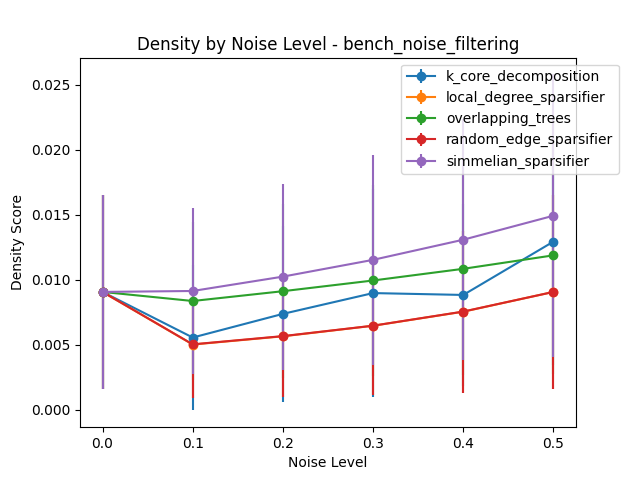 Density by Noise Level - bench_noise_filtering
k_core_decomposition
local_degree_sparsifier
overlapping_trees
random_edge_sparsifier
simmelian_sparsifier
0.025
0.020
0.015
0.010
0.005
0.000
Density Score
0.0 0.1 0.2 0.3 0.4 0.5
Noise Level